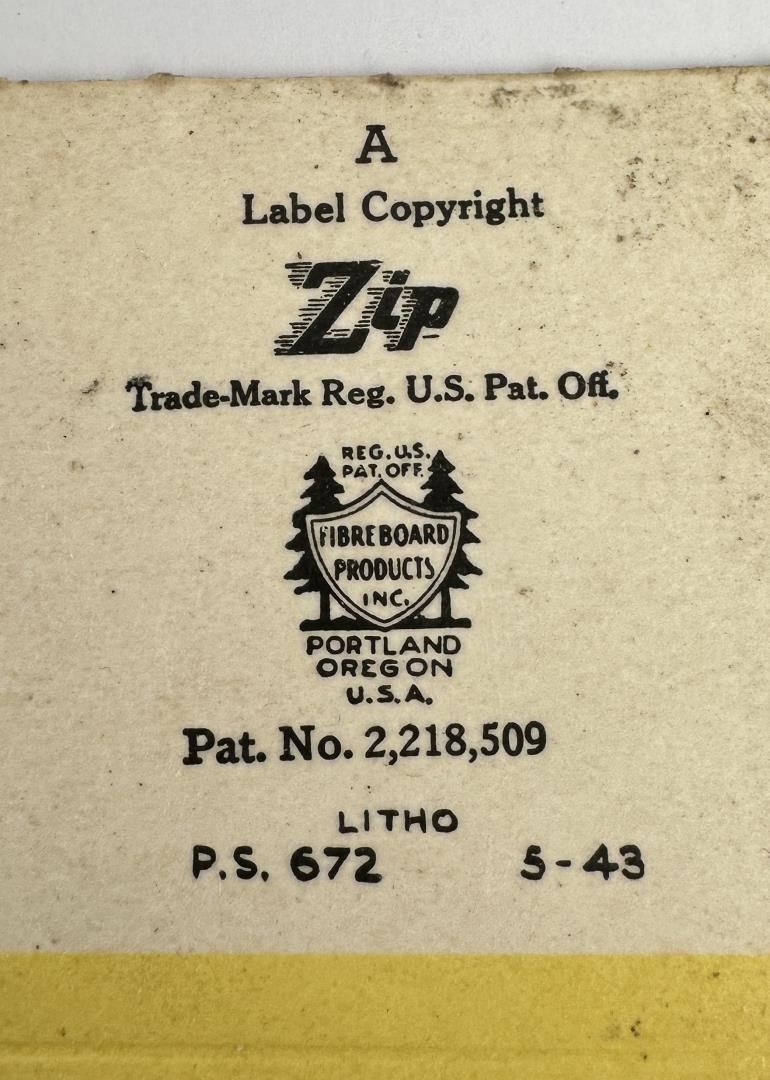 A
Label Copyright
Zip
Trade-Mark Reg. U.S. Pat. Off.
REG. U.S.
PAT. OFF.
FIBREBOARD
PRODUCTS
INC.
PORTLAND
OREGON
U.S.A.
Pat. No. 2,218,509
LITHO
P.S. 672 5-43